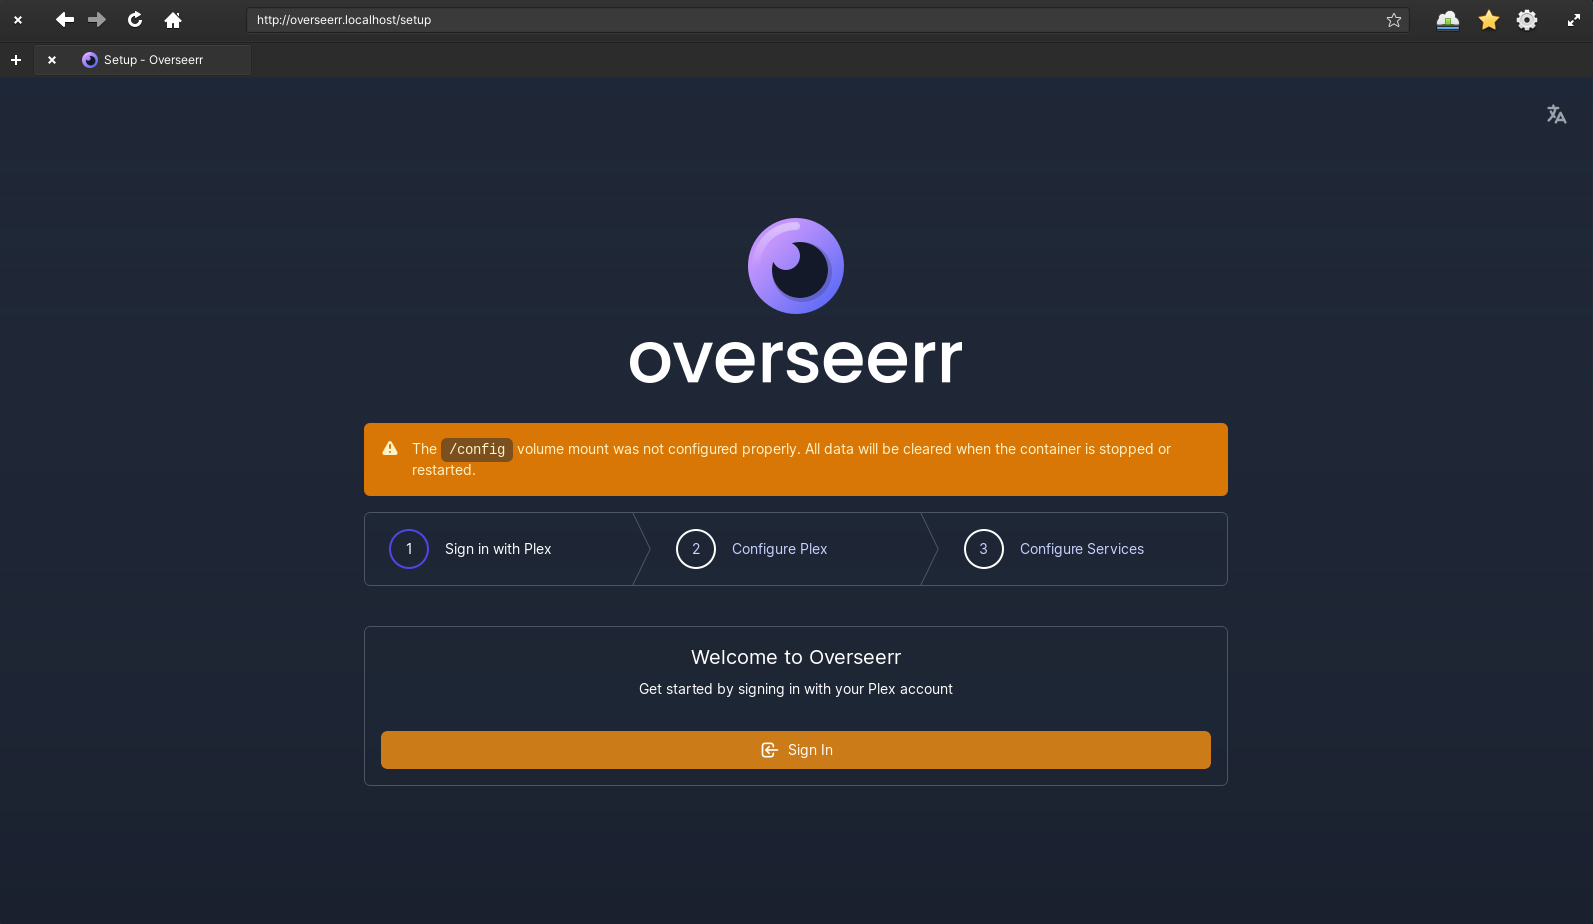 http://overseerr.localhost/setup
Setup - Overseerr
overseerr
The /config volume mount was not configured properly. All data will be cleared when the container is stopped or
restarted.
1 Sign in with Plex
2 Configure Plex
3 Configure Services
Welcome to Overseerr
Get started by signing in with your Plex account
Sign In